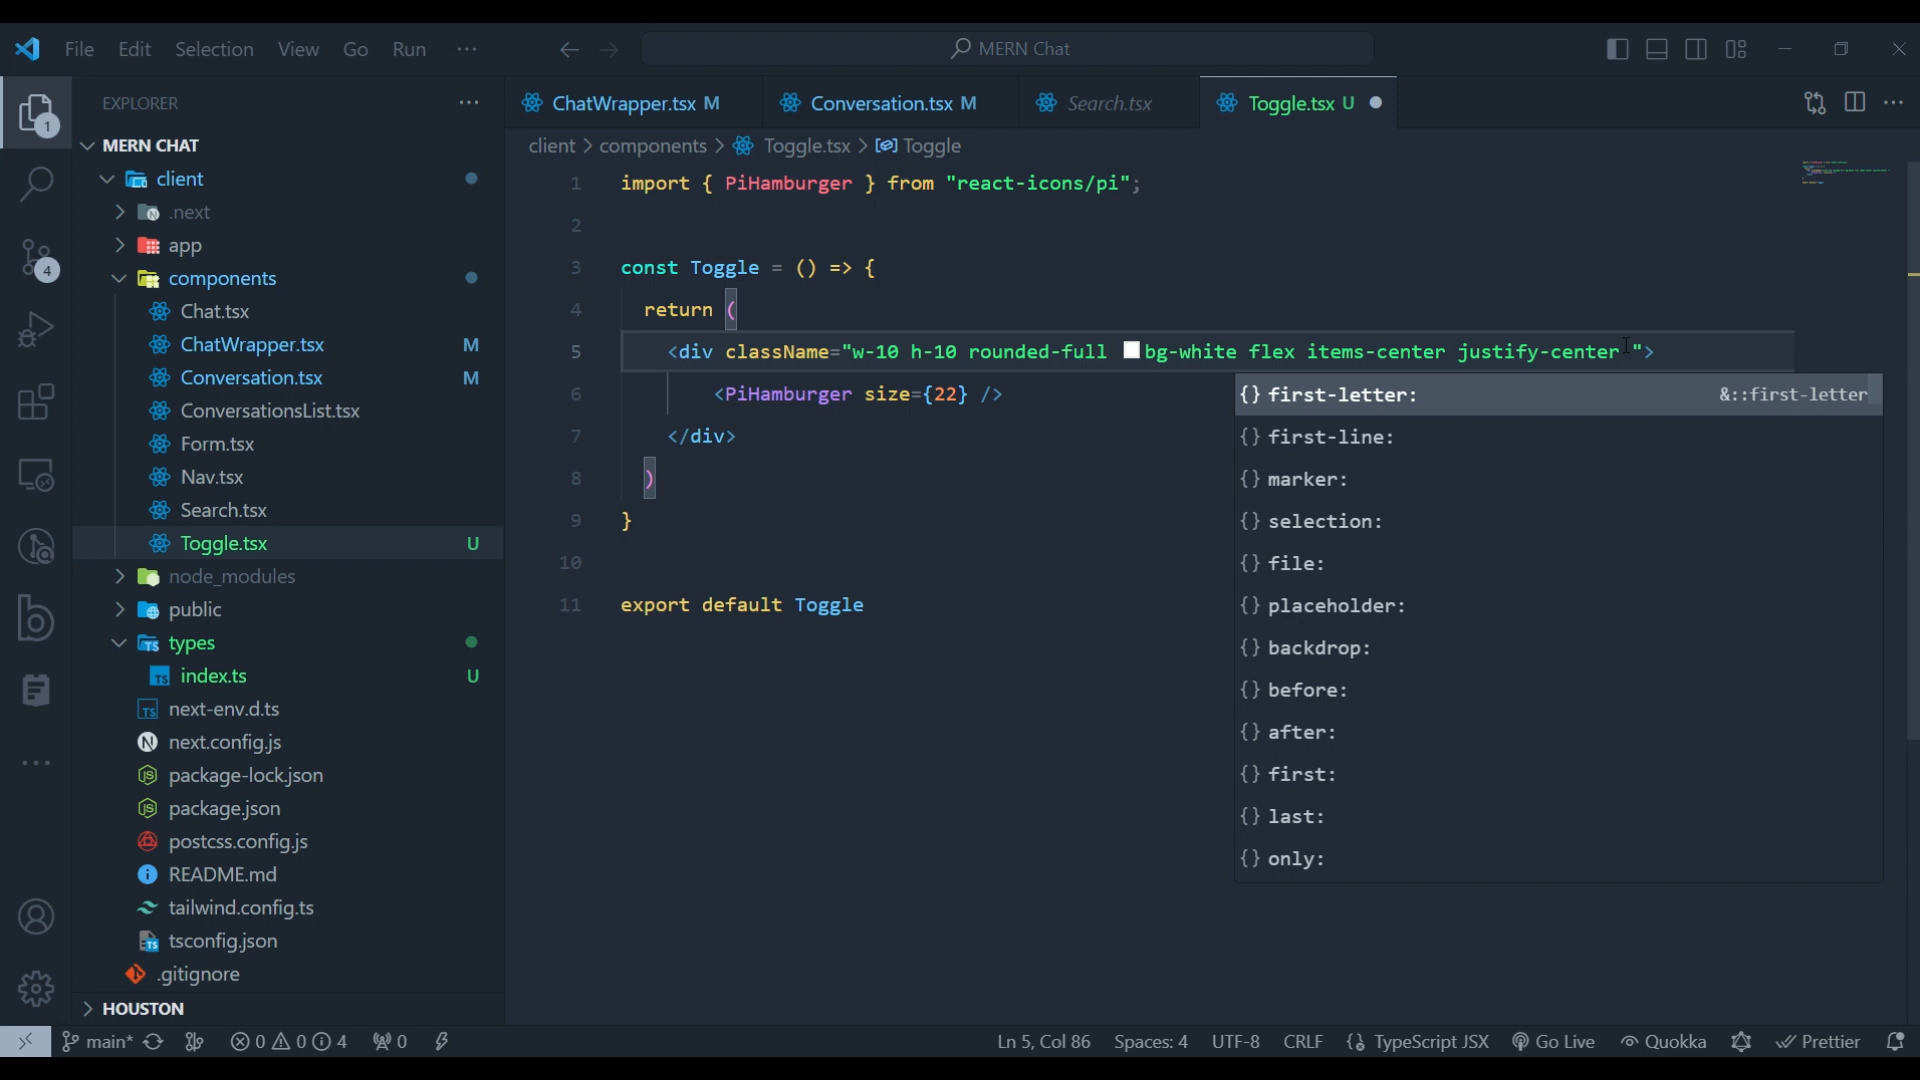 File Edit Selection View Go Run ··· MERN Chat
EXPLORER ···
ChatWrapper.tsx M Conversation.tsx M Search.tsx Toggle.tsx U
client > components > Toggle.tsx > Toggle
1
MERN CHAT
client
.next
app
components
Chat.tsx
ChatWrapper.tsx M
Conversation.tsx M
ConversationsList.tsx
Form.tsx
Nav.tsx
Search.tsx
Toggle.tsx U
node_modules
public
types
TS index.ts U
TS next-env.d.ts
N next.config.js
package-lock.json
package.json
postcss.config.js
README.md
tailwind.config.ts
tsconfig.json
.gitignore
HOUSTON
4
1 import { PiHamburger } from "react-icons/pi";
2
3 const Toggle = () => {
4 return (
5 <div className="w-10 h-10 rounded-full bg-white flex items-center justify-center ">
6 <PiHamburger size={22} />
7 </div>
8 )
9 }
10
11 export default Toggle
{} first-letter: &::first-letter
{} first-line:
{} marker:
{} selection:
{} file:
{} placeholder:
{} backdrop:
{} before:
{} after:
{} first:
{} last:
{} only:
main* 0 0 4 0 Ln 5, Col 86 Spaces: 4 UTF-8 CRLF {} TypeScript JSX Go Live Quokka Prettier